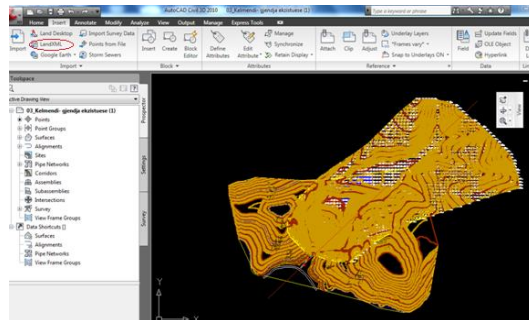 AutoCAD Civil 3D 2010 03_Kelmendi- gjendja ekzistuese (1)
Type a keyword or phrase
Home Insert Annotate Modify Analyze View Output Manage Express Tools
Import
Land Desktop Import Survey Data
LandXML Points from File
Google Earth Storm Sewers
Import
Insert Create Block Editor
Block
Define Attributes Edit Attribute
Manage
Synchronize
Retain Display
Attributes
Attach Clip Adjust
Underlay Layers
*Frames vary*
Snap to Underlays ON
Reference
Field
Update Fields
OLE Object
Hyperlink
Data
Toolspace
Active Drawing View
03_Kelmendi- gjendja ekzistuese (1)
Points
Point Groups
Surfaces
Alignments
Sites
Pipe Networks
Corridors
Assemblies
Subassemblies
Intersections
Survey
View Frame Groups
Data Shortcuts []
Surfaces
Alignments
Pipe Networks
View Frame Groups
Prospector
Settings
Survey
Y
X